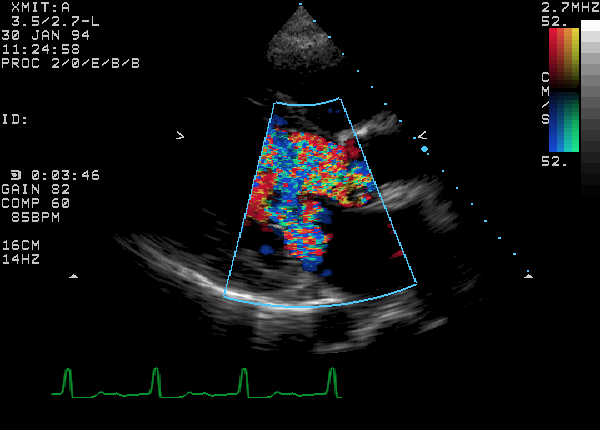 XMIT:A
3.5/2.7-L
30 JAN 94
11:24:58
PROC 2/0/E/B/B
ID:
0:03:46
GAIN 82
COMP 60
85BPM
16CM
14HZ
2.7MHZ
52.
CM/S
52.